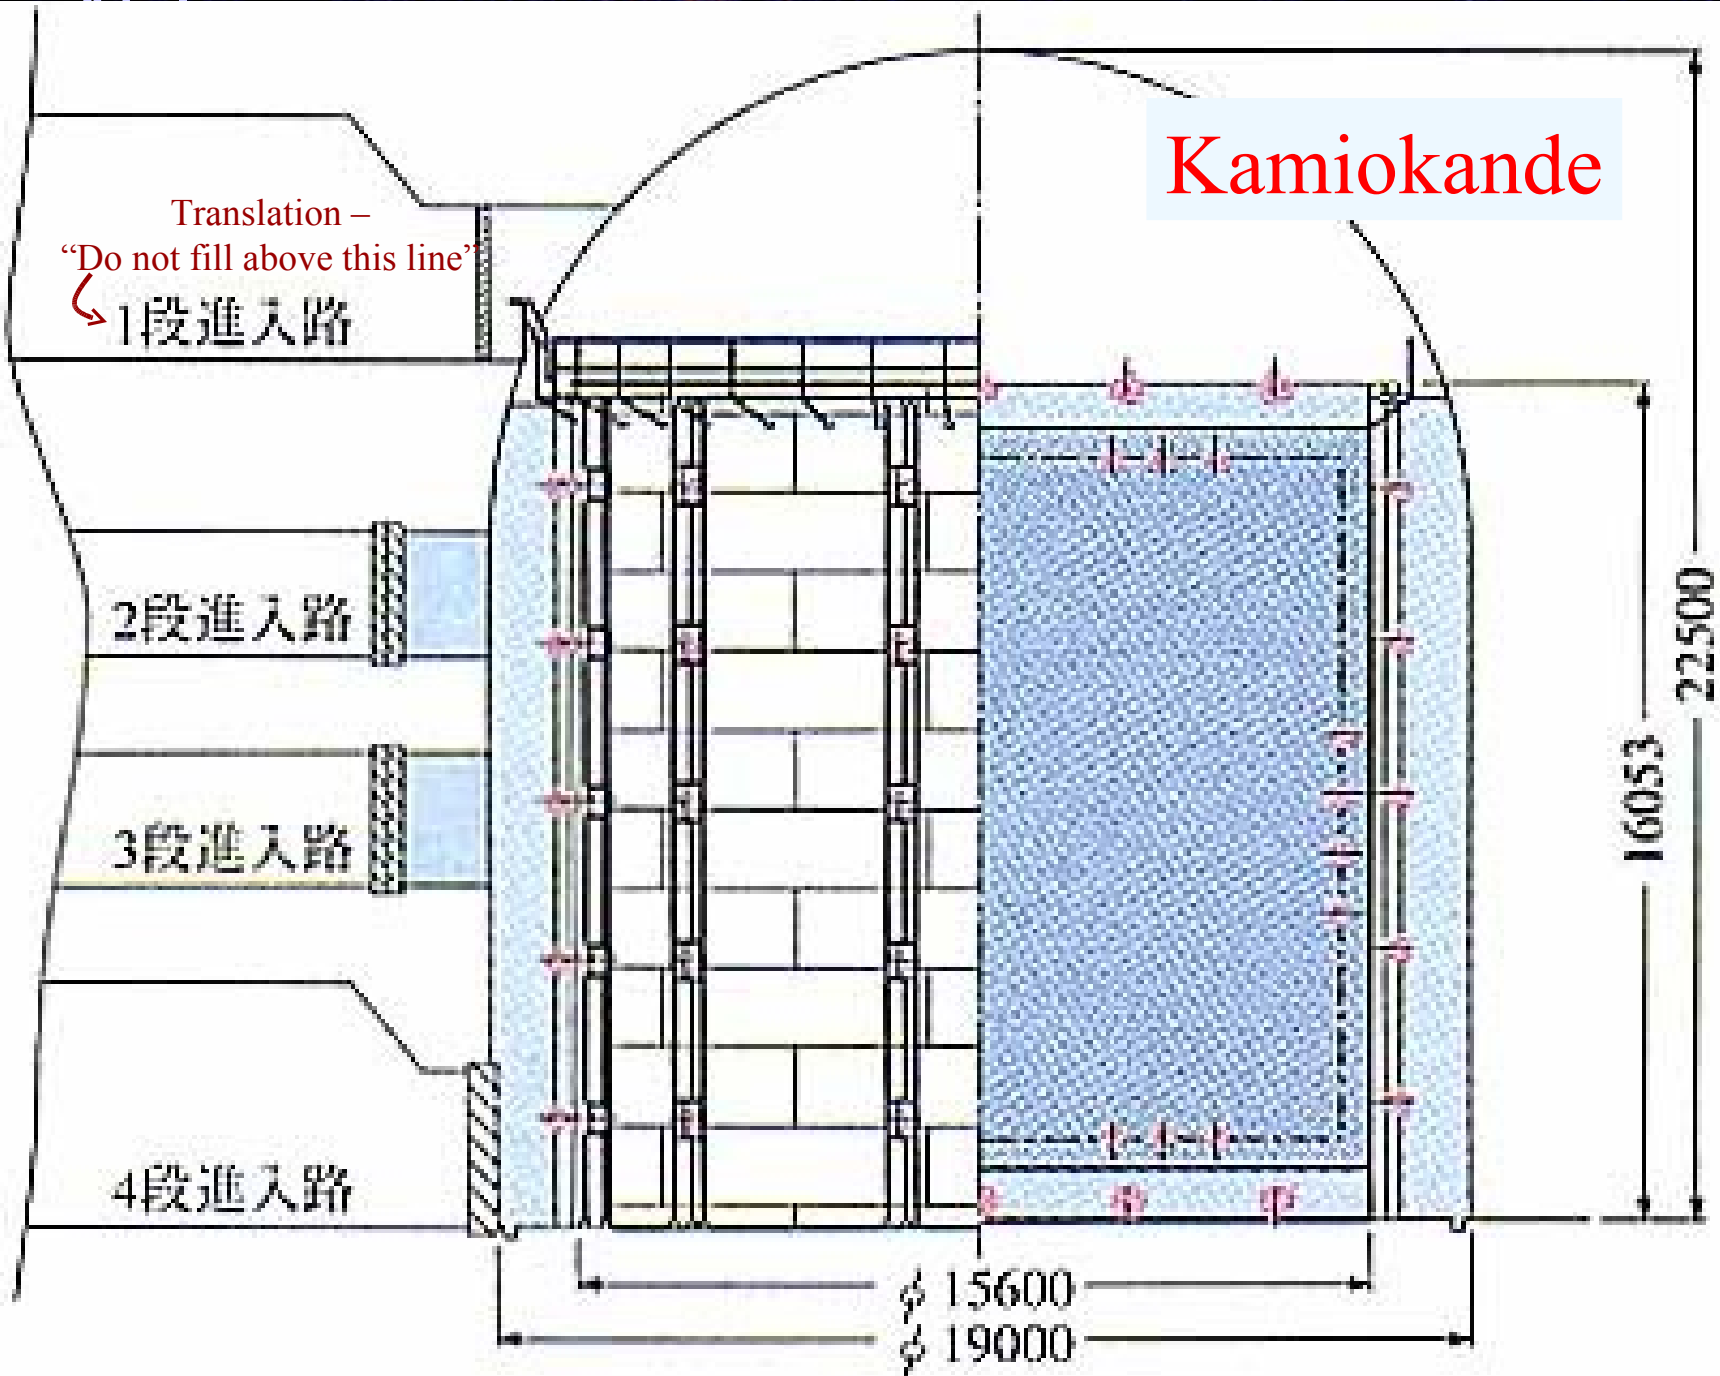 Kamiokande
Translation –
“Do not fill above this line”
1段進入路
2段進入路
3段進入路
4段進入路
22500
16053
ϕ 15600
ϕ 19000